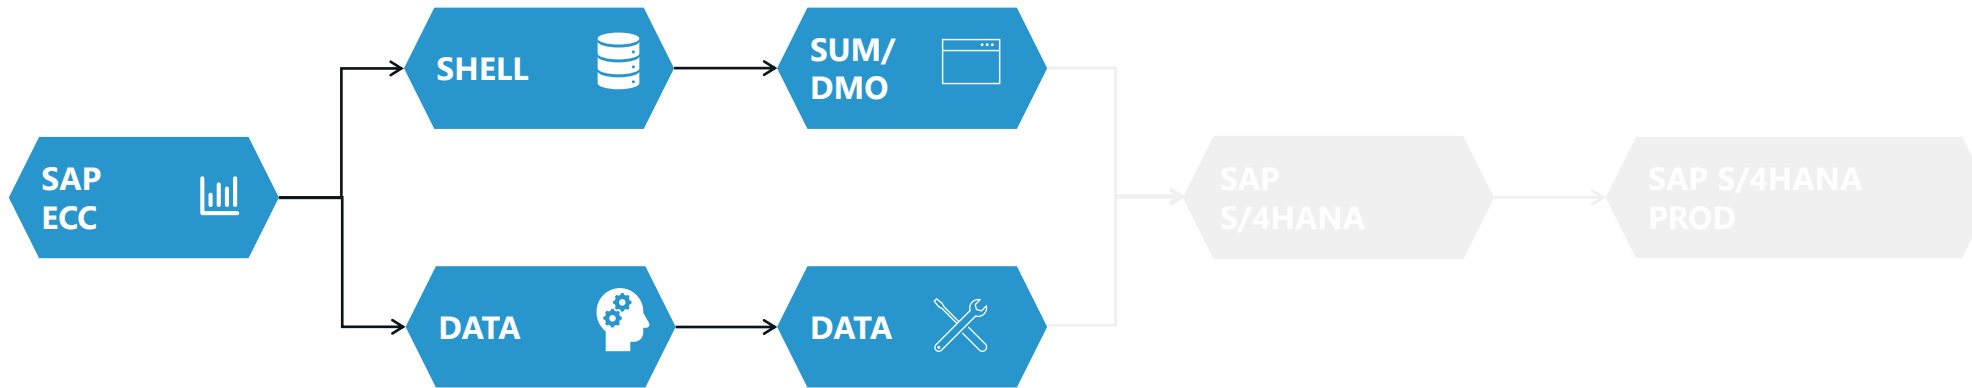 SHELL
SUM/
DMO
SAP
ECC
SAP
S/4HANA
SAP S/4HANA
PROD
DATA
DATA